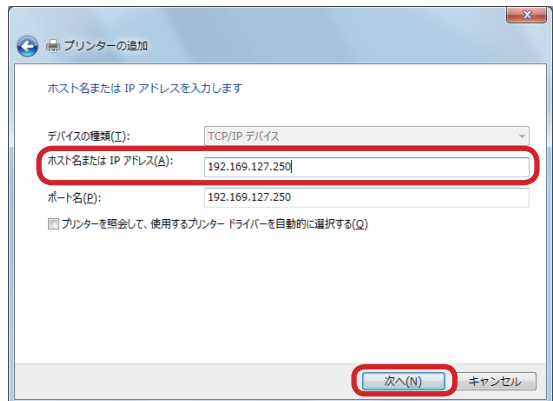 プリンターの追加
ホスト名または IP アドレスを入力します
デバイスの種類(T): TCP/IP デバイス
ホスト名または IP アドレス(A): 192.169.127.250
ポート名(P): 192.169.127.250
プリンターを照会して、使用するプリンター ドライバーを自動的に選択する(Q)
次へ(N) キャンセル